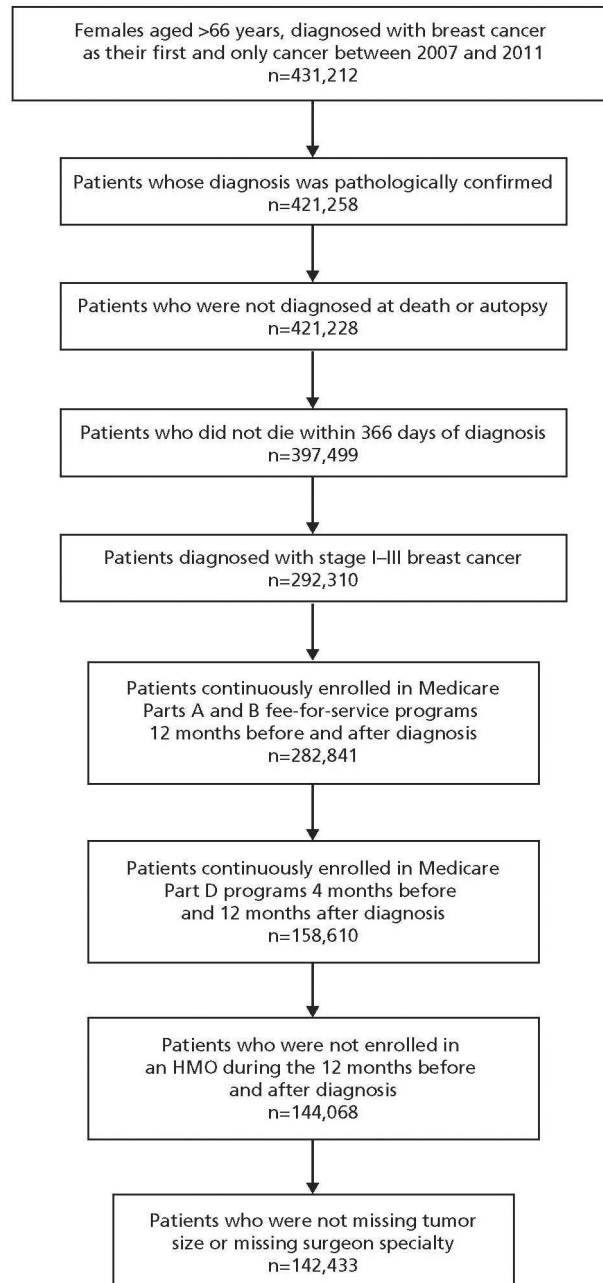 Females aged >66 years, diagnosed with breast cancer
as their first and only cancer between 2007 and 2011
n=431,212
Patients whose diagnosis was pathologically confirmed
n=421,258
Patients who were not diagnosed at death or autopsy
n=421,228
Patients who did not die within 366 days of diagnosis
n=397,499
Patients diagnosed with stage I–III breast cancer
n=292,310
Patients continuously enrolled in Medicare
Parts A and B fee-for-service programs
12 months before and after diagnosis
n=282,841
Patients continuously enrolled in Medicare
Part D programs 4 months before
and 12 months after diagnosis
n=158,610
Patients who were not enrolled in
an HMO during the 12 months before
and after diagnosis
n=144,068
Patients who were not missing tumor
size or missing surgeon specialty
n=142,433